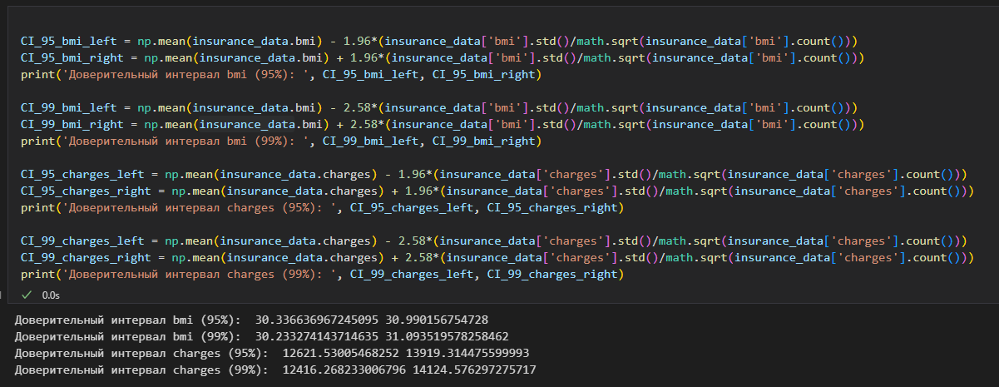 CI_95_bmi_left = np.mean(insurance_data.bmi) - 1.96*(insurance_data['bmi'].std()/math.sqrt(insurance_data['bmi'].count()))
CI_95_bmi_right = np.mean(insurance_data.bmi) + 1.96*(insurance_data['bmi'].std()/math.sqrt(insurance_data['bmi'].count()))
print('Доверительный интервал bmi (95%): ', CI_95_bmi_left, CI_95_bmi_right)
CI_99_bmi_left = np.mean(insurance_data.bmi) - 2.58*(insurance_data['bmi'].std()/math.sqrt(insurance_data['bmi'].count()))
CI_99_bmi_right = np.mean(insurance_data.bmi) + 2.58*(insurance_data['bmi'].std()/math.sqrt(insurance_data['bmi'].count()))
print('Доверительный интервал bmi (99%): ', CI_99_bmi_left, CI_99_bmi_right)
CI_95_charges_left = np.mean(insurance_data.charges) - 1.96*(insurance_data['charges'].std()/math.sqrt(insurance_data['charges'].count()))
CI_95_charges_right = np.mean(insurance_data.charges) + 1.96*(insurance_data['charges'].std()/math.sqrt(insurance_data['charges'].count()))
print('Доверительный интервал charges (95%): ', CI_95_charges_left, CI_95_charges_right)
CI_99_charges_left = np.mean(insurance_data.charges) - 2.58*(insurance_data['charges'].std()/math.sqrt(insurance_data['charges'].count()))
CI_99_charges_right = np.mean(insurance_data.charges) + 2.58*(insurance_data['charges'].std()/math.sqrt(insurance_data['charges'].count()))
print('Доверительный интервал charges (99%): ', CI_99_charges_left, CI_99_charges_right)
0.0s
Доверительный интервал bmi (95%):  30.336636967245095 30.990156754728
Доверительный интервал bmi (99%):  30.233274143714635 31.093519578258462
Доверительный интервал charges (95%):  12621.53005468252 13919.314475599993
Доверительный интервал charges (99%):  12416.268233006796 14124.576297275717